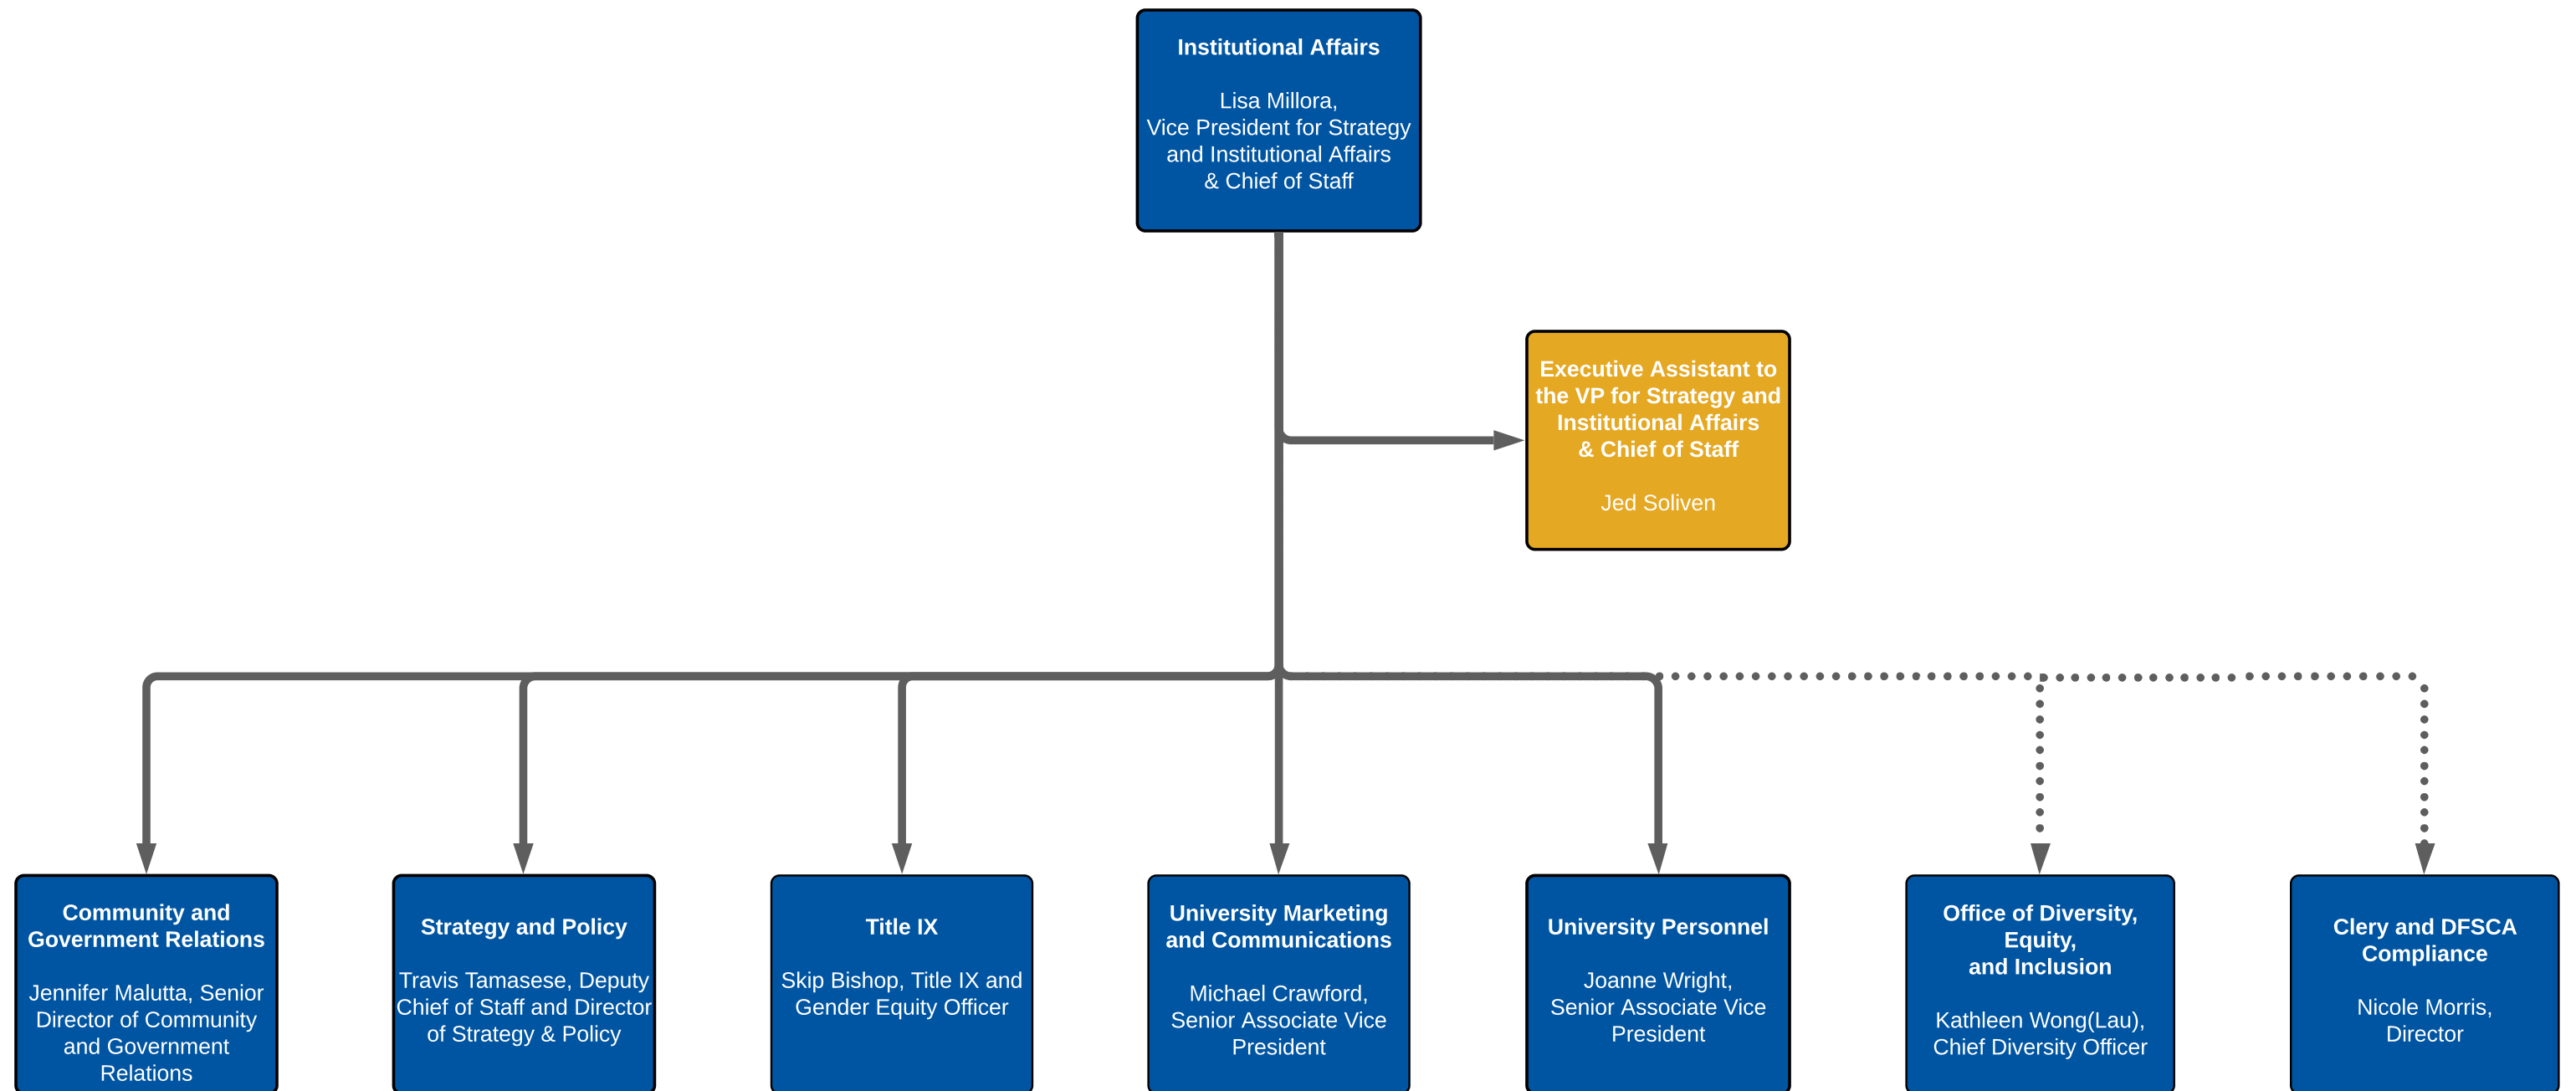 Institutional Affairs
Lisa Millora,
Vice President for Strategy
and Institutional Affairs
& Chief of Staff
Executive Assistant to
the VP for Strategy and
Institutional Affairs
& Chief of Staff
Jed Soliven
Community and
Government Relations
Jennifer Malutta, Senior
Director of Community
and Government
Relations
Strategy and Policy
Travis Tamasese, Deputy
Chief of Staff and Director
of Strategy & Policy
Title IX
Skip Bishop, Title IX and
Gender Equity Officer
University Marketing
and Communications
Michael Crawford,
Senior Associate Vice
President
University Personnel
Joanne Wright,
Senior Associate Vice
President
Office of Diversity,
Equity,
and Inclusion
Kathleen Wong(Lau),
Chief Diversity Officer
Clery and DFSCA
Compliance
Nicole Morris,
Director